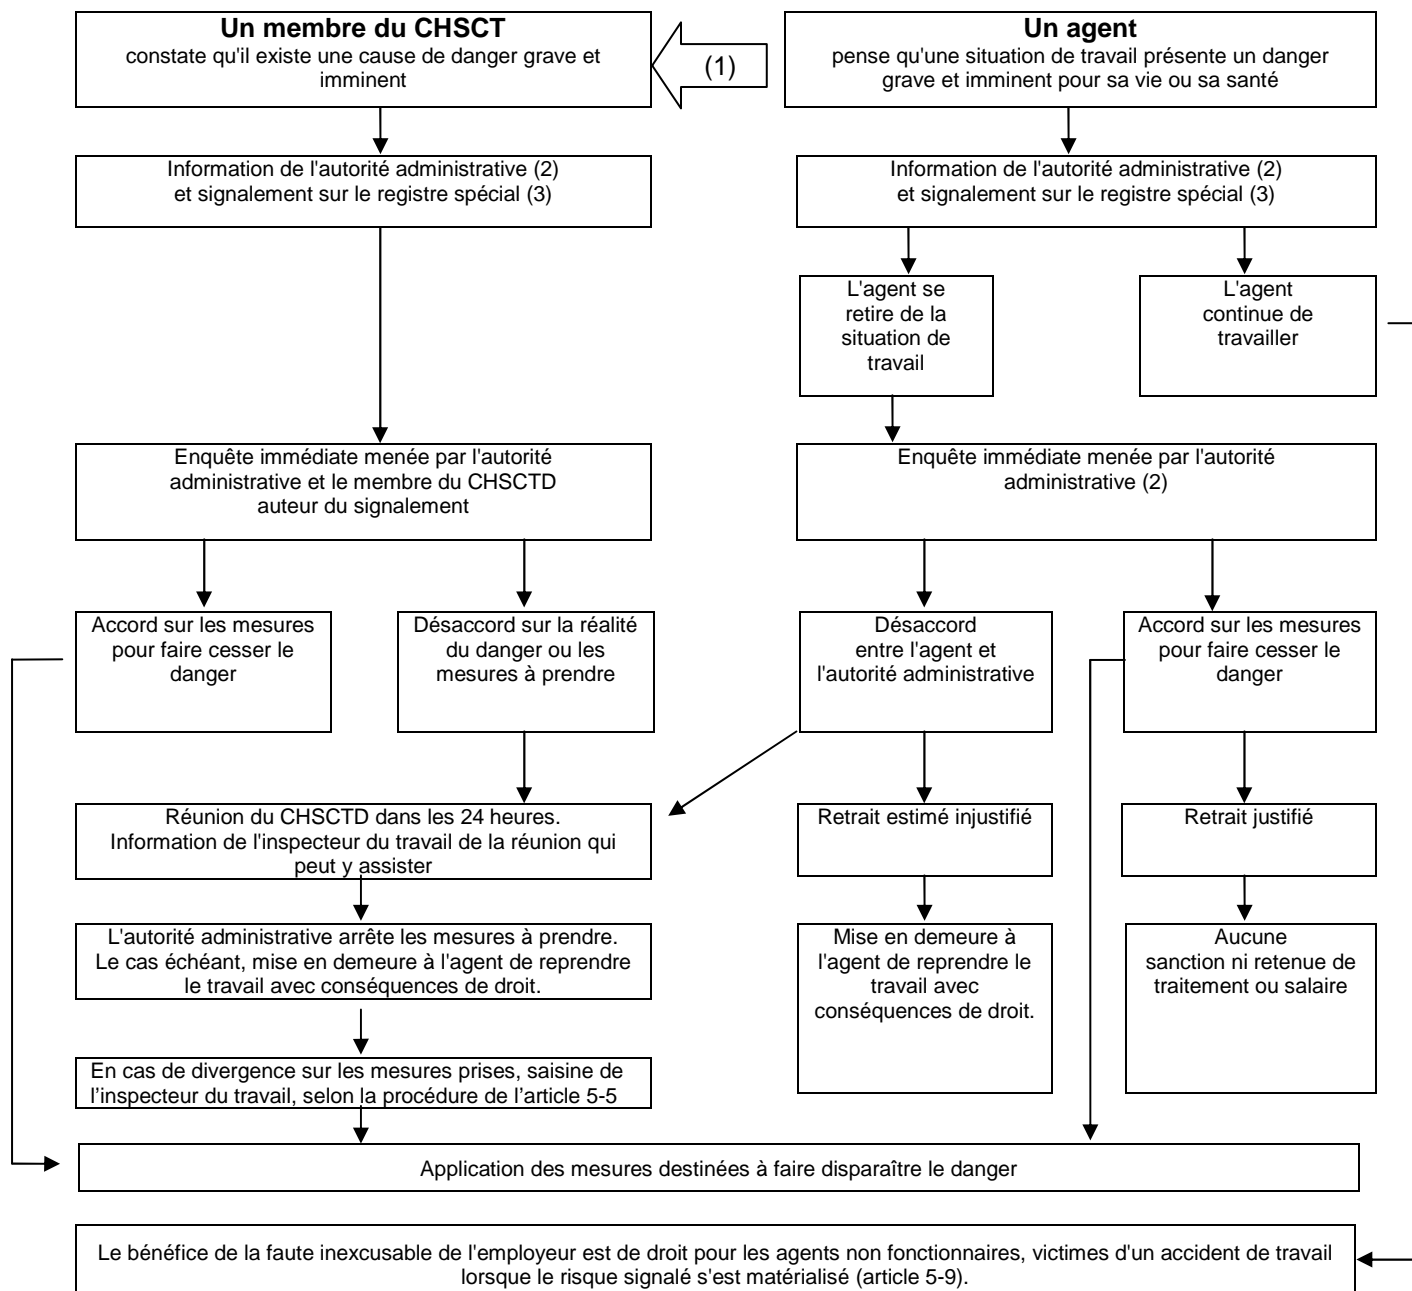 Un membre du CHSCT
constate qu'il existe une cause de danger grave et
imminent
(1)
Un agent
pense qu'une situation de travail présente un danger
grave et imminent pour sa vie ou sa santé
Information de l'autorité administrative (2)
et signalement sur le registre spécial (3)
Information de l'autorité administrative (2)
et signalement sur le registre spécial (3)
L'agent se
retire de la
situation de
travail
L'agent
continue de
travailler
Enquête immédiate menée par l'autorité
administrative et le membre du CHSCTD
auteur du signalement
Enquête immédiate menée par l'autorité
administrative (2)
Accord sur les mesures
pour faire cesser le
danger
Désaccord sur la réalité
du danger ou les
mesures à prendre
Désaccord
entre l'agent et
l'autorité administrative
Accord sur les mesures
pour faire cesser le
danger
Réunion du CHSCTD dans les 24 heures.
Information de l'inspecteur du travail de la réunion qui
peut y assister
Retrait estimé injustifié
Retrait justifié
L'autorité administrative arrête les mesures à prendre.
Le cas échéant, mise en demeure à l'agent de reprendre
le travail avec conséquences de droit.
Mise en demeure à
l'agent de reprendre le
travail avec
conséquences de droit.
Aucune
sanction ni retenue de
traitement ou salaire
En cas de divergence sur les mesures prises, saisine de
l’inspecteur du travail, selon la procédure de l’article 5-5
Application des mesures destinées à faire disparaître le danger
Le bénéfice de la faute inexcusable de l'employeur est de droit pour les agents non fonctionnaires, victimes d'un accident de travail
lorsque le risque signalé s'est matérialisé (article 5-9).